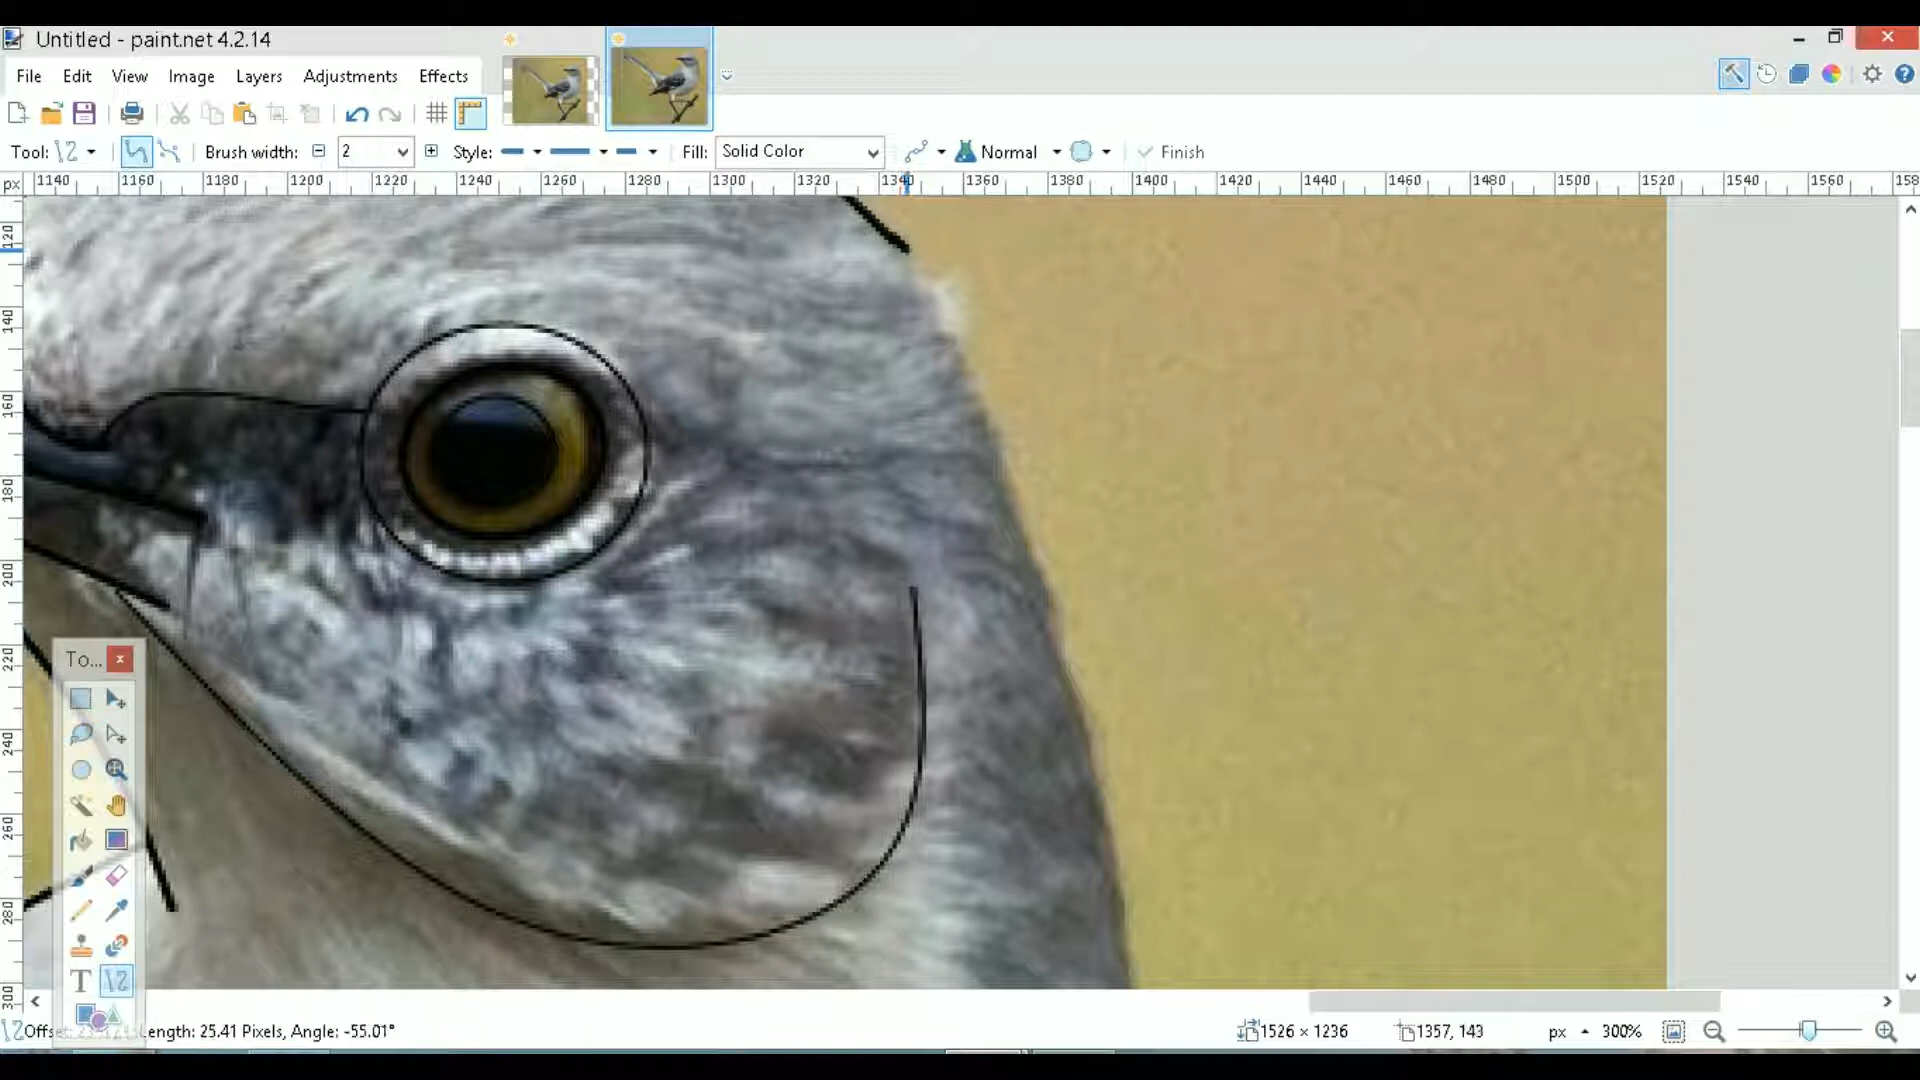 Untitled - paint.net 4.2.14
File Edit View Image Layers Adjustments Effects
Tool: Brush width: 2 Style: Fill: Solid Color Normal Finish
px 1140 1160 1180 1200 1220 1240 1260 1280 1300 1320 1340 1360 1380 1400 1420 1440 1460 1480 1500 1520 1540 1560 158
120
140
160
180
200
220
240
260
280
300
To...
T
Length: 25.41 Pixels, Angle: -55.01° 1526 × 1236 1357, 143 px 300%